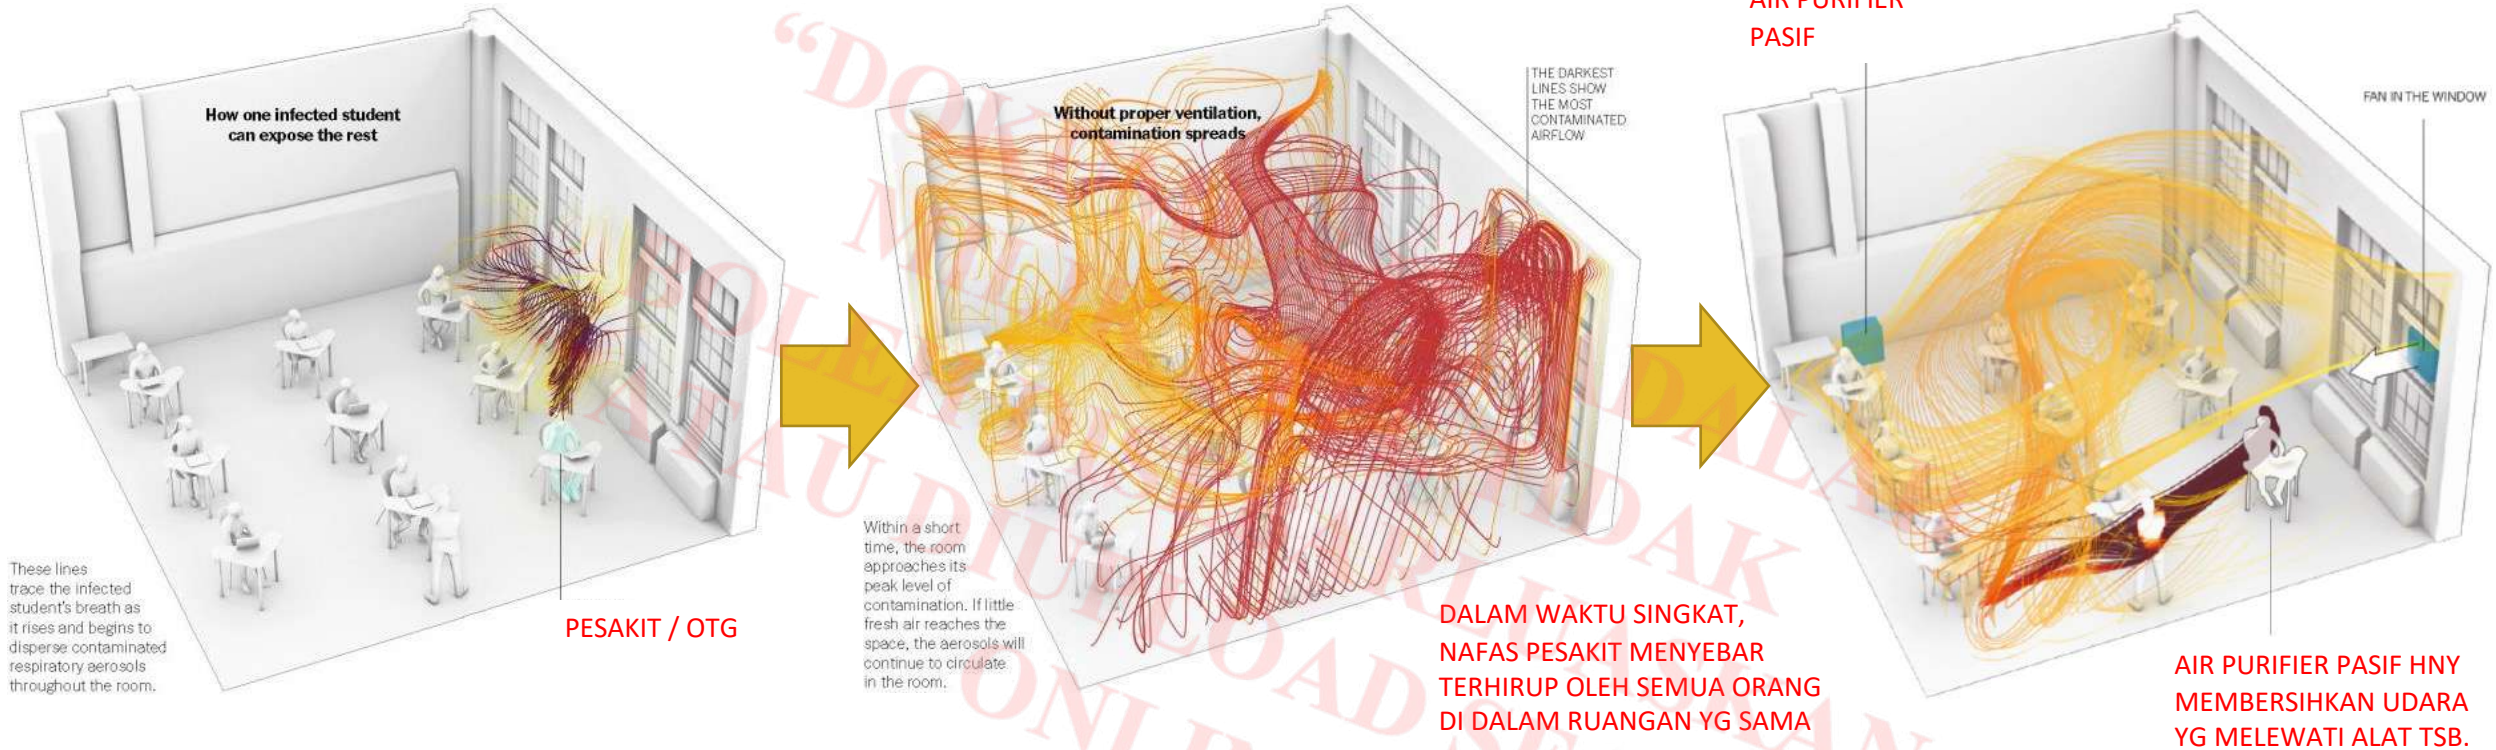 How one infected student
can expose the rest
These lines
trace the infected
student's breath as
it rises and begins to
disperse contaminated
respiratory aerosols
throughout the room.
PESAKIT / OTG
Without proper ventilation,
contamination spreads
THE DARKEST
LINES SHOW
THE MOST
CONTAMINATED
AIRFLOW
Within a short
time, the room
approaches its
peak level of
contamination. If little
fresh air reaches the
space, the aerosols will
continue to circulate
in the room.
DALAM WAKTU SINGKAT,
NAFAS PESAKIT MENYEBAR
TERHIRUP OLEH SEMUA ORANG
DI DALAM RUANGAN YG SAMA
AIR PURIFIER
PASIF
FAN IN THE WINDOW
AIR PURIFIER PASIF HNY
MEMBERSIHKAN UDARA
YG MELEWATI ALAT TSB.
ATAU DIUPLOAD
TIDAK